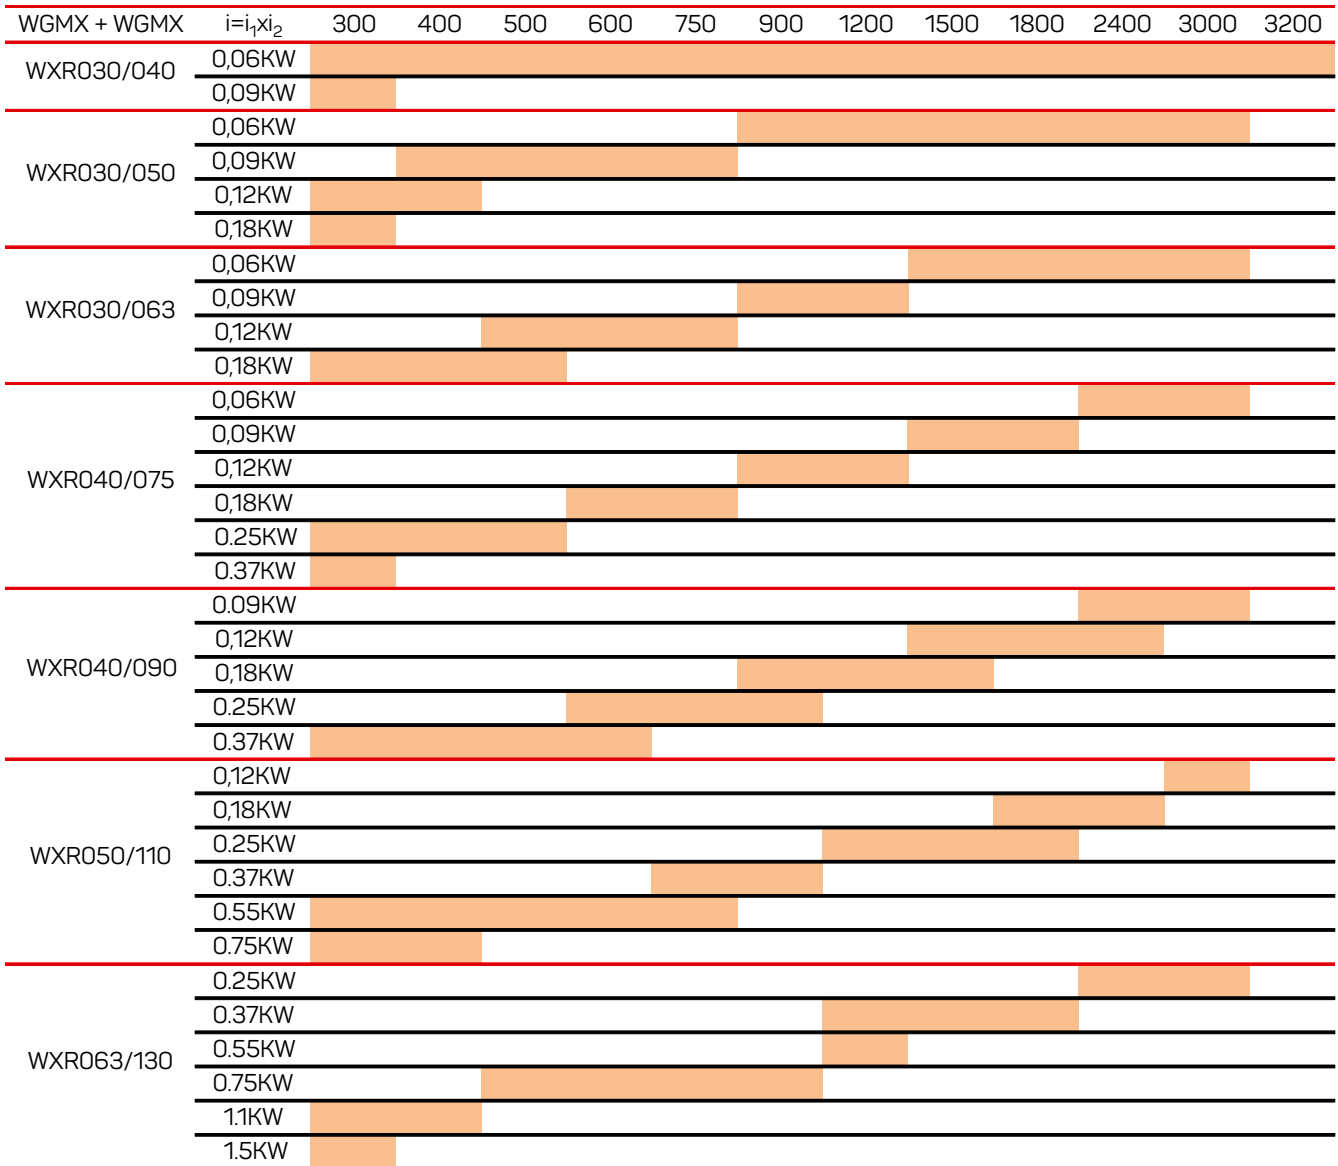 WGMX + WGMX i=i₁xi₂ 300 400 500 600 750 900 1200 1500 1800 2400 3000 3200
WXR030/040
0,06KW
0,09KW
WXR030/050
0,06KW
0,09KW
0,12KW
0,18KW
WXR030/063
0,06KW
0,09KW
0,12KW
0,18KW
WXR040/075
0,06KW
0,09KW
0,12KW
0,18KW
0.25KW
0.37KW
WXR040/090
0.09KW
0,12KW
0,18KW
0.25KW
0.37KW
WXR050/110
0,12KW
0,18KW
0.25KW
0.37KW
0.55KW
0.75KW
WXR063/130
0.25KW
0.37KW
0.55KW
0.75KW
1.1KW
1.5KW